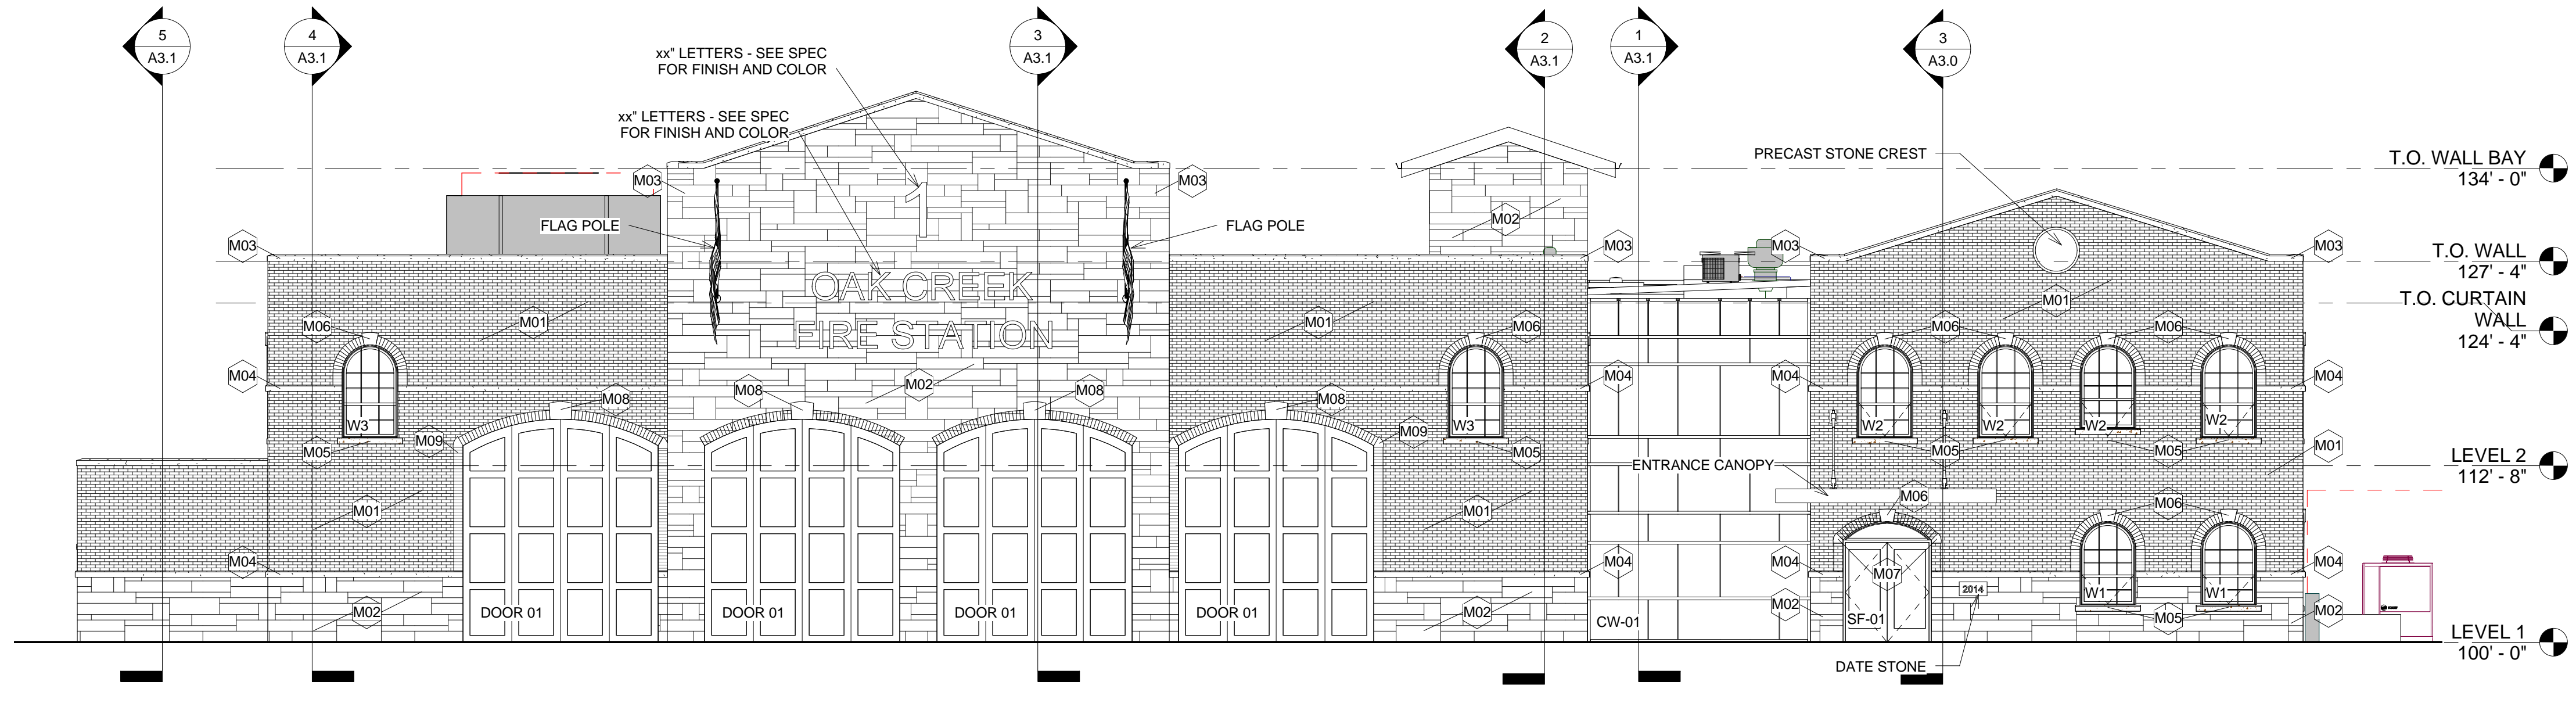 5
A3.1
4
A3.1
3
A3.1
2
A3.1
1
A3.1
3
A3.0
xx" LETTERS - SEE SPEC
FOR FINISH AND COLOR
xx" LETTERS - SEE SPEC
FOR FINISH AND COLOR
PRECAST STONE CREST
T.O. WALL BAY
134' - 0"
M03
M03
FLAG POLE
FLAG POLE
M02
M03
M03
M03
M03
T.O. WALL
127' - 4"
OAK CREEK
FIRE STATION
M01
T.O. CURTAIN
WALL
124' - 4"
M06
M01
M01
M06
M06
M06
M04
M08
M02
M08
M04
M04
M04
M08
M08
W3
W3
W2
W2
W2
W2
M09
M09
M05
M05
M05
M05
M01
ENTRANCE CANOPY
LEVEL 2
112' - 8"
M01
M01
M06
M06
M04
M04
M04
M04
M07
2014
W1
W1
M02
DOOR 01
DOOR 01
DOOR 01
DOOR 01
M02
CW-01
M02
SF-01
M05
M02
LEVEL 1
100' - 0"
DATE STONE